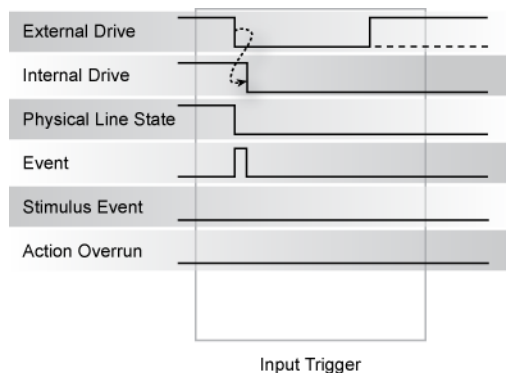 External Drive
Internal Drive
Physical Line State
Event
Stimulus Event
Action Overrun
Input Trigger